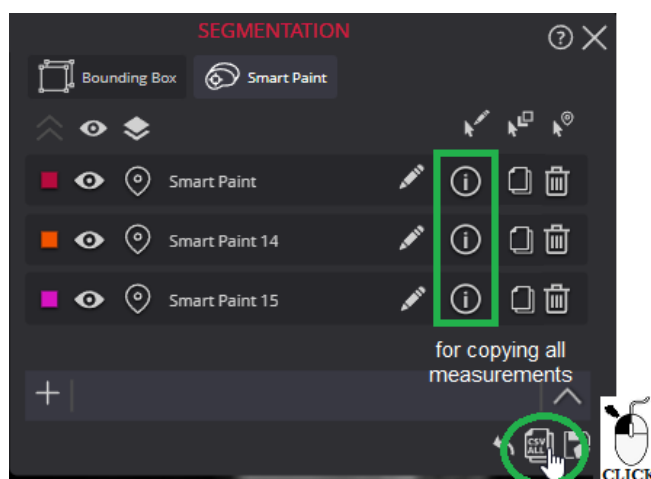 SEGMENTATION
Bounding Box Smart Paint
Smart Paint
Smart Paint 14
Smart Paint 15
for copying all
measurements
CSV
ALL
CLICK